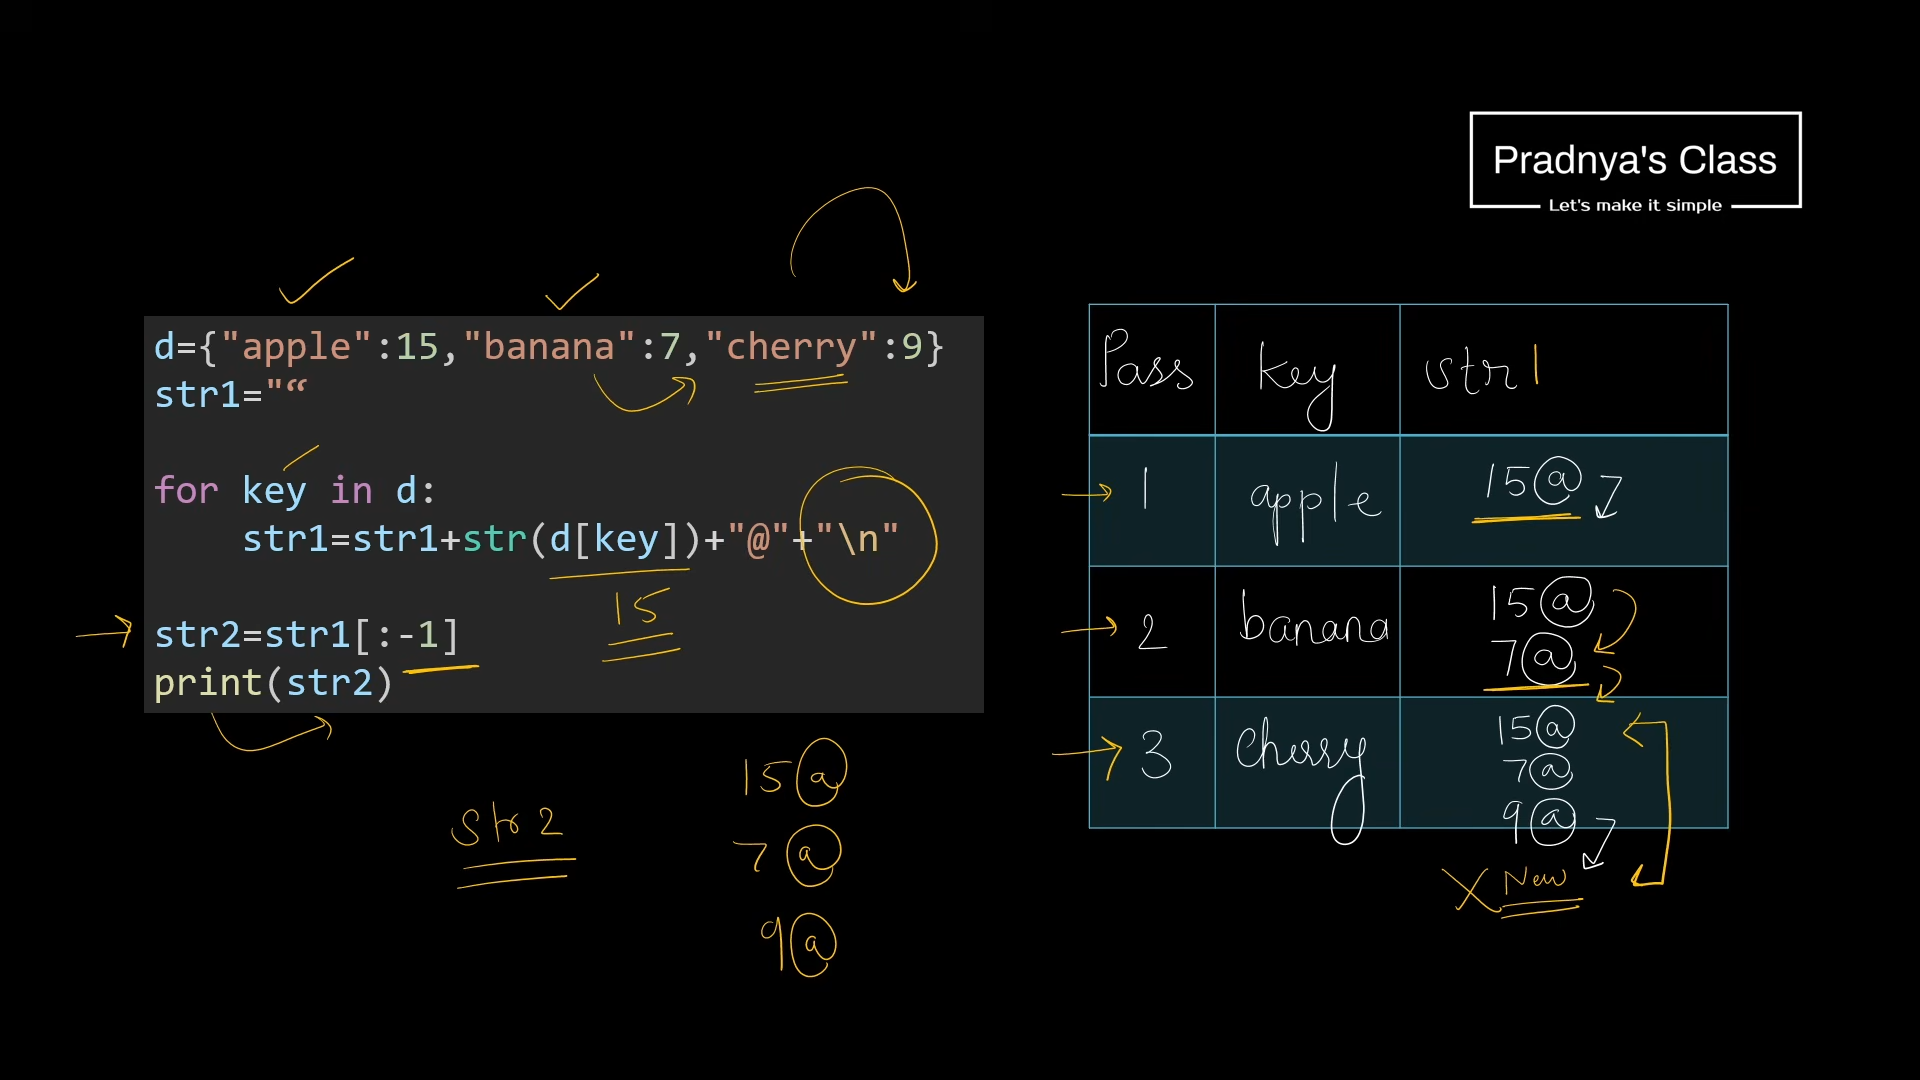 Pradnya's Class
Let's make it simple
d={"apple":15,"banana":7,"cherry":9}
str1="“
for key in d:
str1=str1+str(d[key])+"@"+"\n"
15
str2=str1[:-1]
print(str2)
str2
15@
7@
9@
Pass key str1
1 apple 15@
2 banana 15@
7@
3 cherry 15@
7@
9@
X New